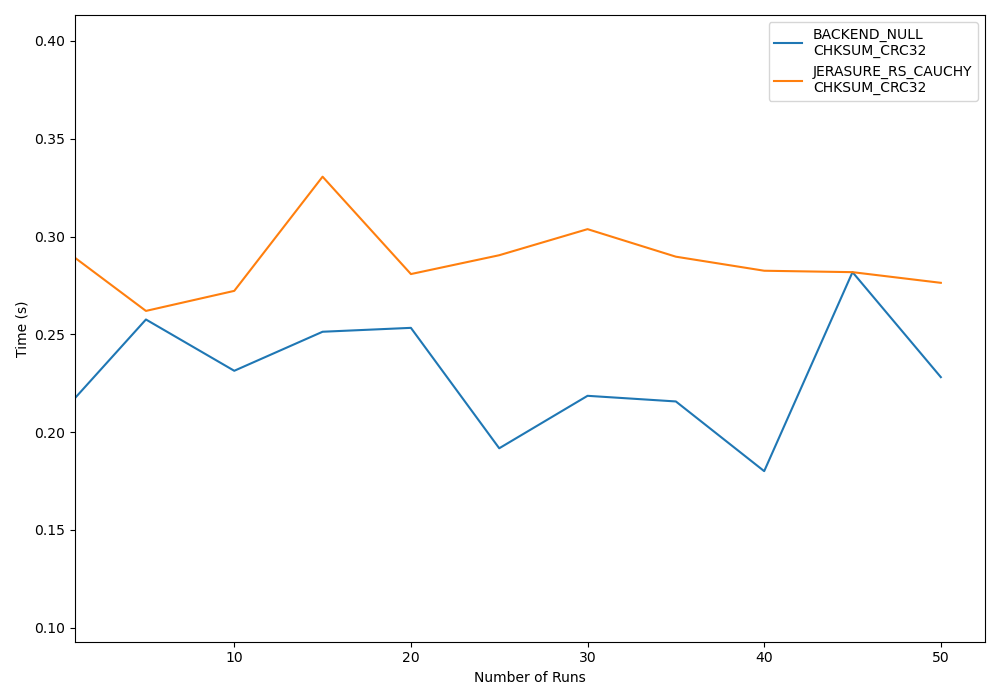 BACKEND_NULL
CHKSUM_CRC32
JERASURE_RS_CAUCHY
CHKSUM_CRC32
0.40
0.35
0.30
0.25
0.20
0.15
0.10
Time (s)
10 20 30 40 50
Number of Runs